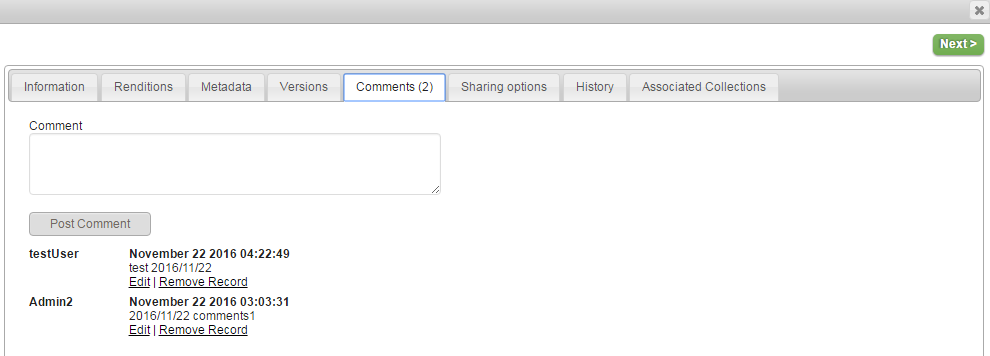 Next >
Information Renditions Metadata Versions Comments (2) Sharing options History Associated Collections
Comment
Post Comment
testUser November 22 2016 04:22:49
test 2016/11/22
Edit | Remove Record
Admin2 November 22 2016 03:03:31
2016/11/22 comments1
Edit | Remove Record